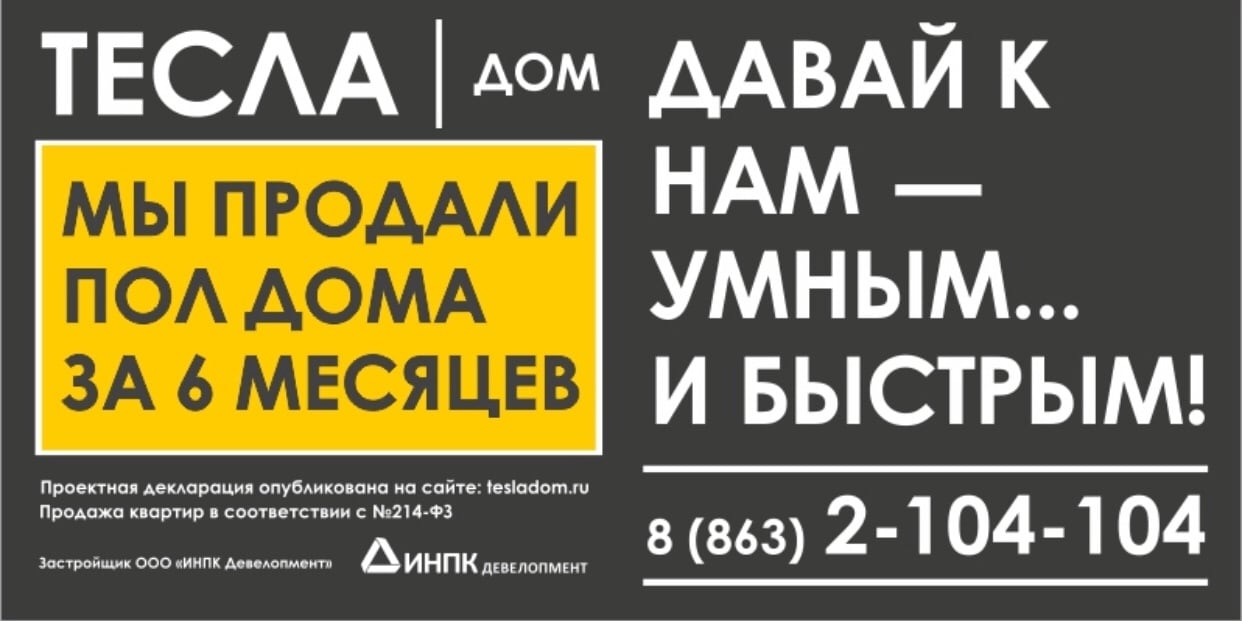 ТЕСЛА | ДОМ
МЫ ПРОДАЛИ
ПОЛ ДОМА
ЗА 6 МЕСЯЦЕВ
Проектная декларация опубликована на сайте: tesladom.ru
Продажа квартир в соответствии с №214-ФЗ
Застройщик ООО «ИНПК Девелопмент»
ИНПК ДЕВЕЛОПМЕНТ
ДАВАЙ К
НАМ —
УМНЫМ...
И БЫСТРЫМ!
8 (863) 2-104-104